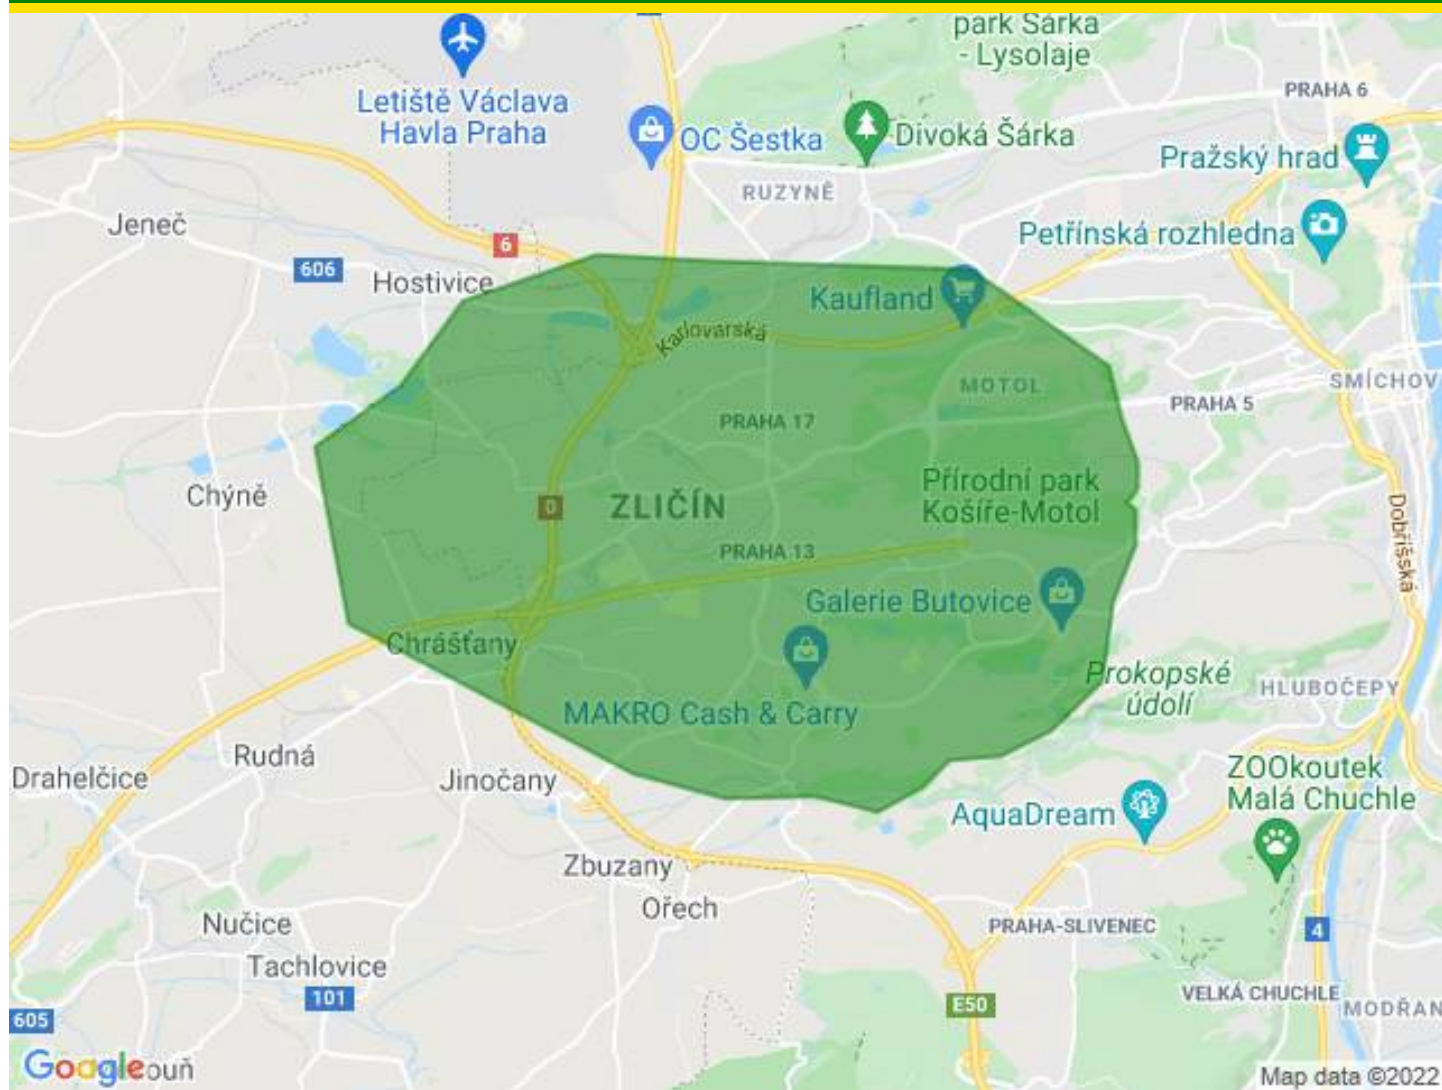 park Šárka
- Lysolaje
PRAHA 6
Letiště Václava
Havla Praha
OC Šestka
Divoká Šárka
Pražský hrad
RUZYNĚ
Jeneč
Petřínská rozhledna
6
606
Hostivice
Kaufland
Karlovarská
MOTOL
SMÍCHOV
PRAHA 5
PRAHA 17
Přírodní park
Košíře-Motol
Chýně
ZLIČÍN
0
Dobříšská
PRAHA 13
Galerie Butovice
Chrášťany
Prokopské
údolí
HLUBOČEPY
MAKRO Cash & Carry
Rudná
Drahelčice
Jinočany
ZOOkoutek
Malá Chuchle
AquaDream
Zbuzany
Ořech
Nučice
PRAHA-SLIVENEC
4
Tachlovice
101
E50
VELKÁ CHUCHLE
MODŘAN
605
Google
ouň
Map data ©2022